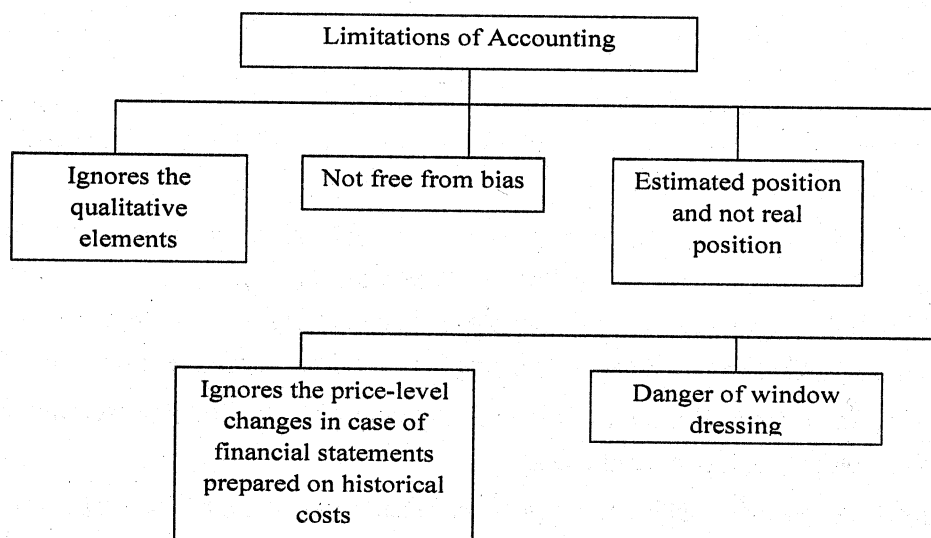 Limitations of Accounting
Ignores the
qualitative
elements
Not free from bias
Estimated position
and not real
position
Ignores the price-level
changes in case of
financial statements
prepared on historical
costs
Danger of window
dressing